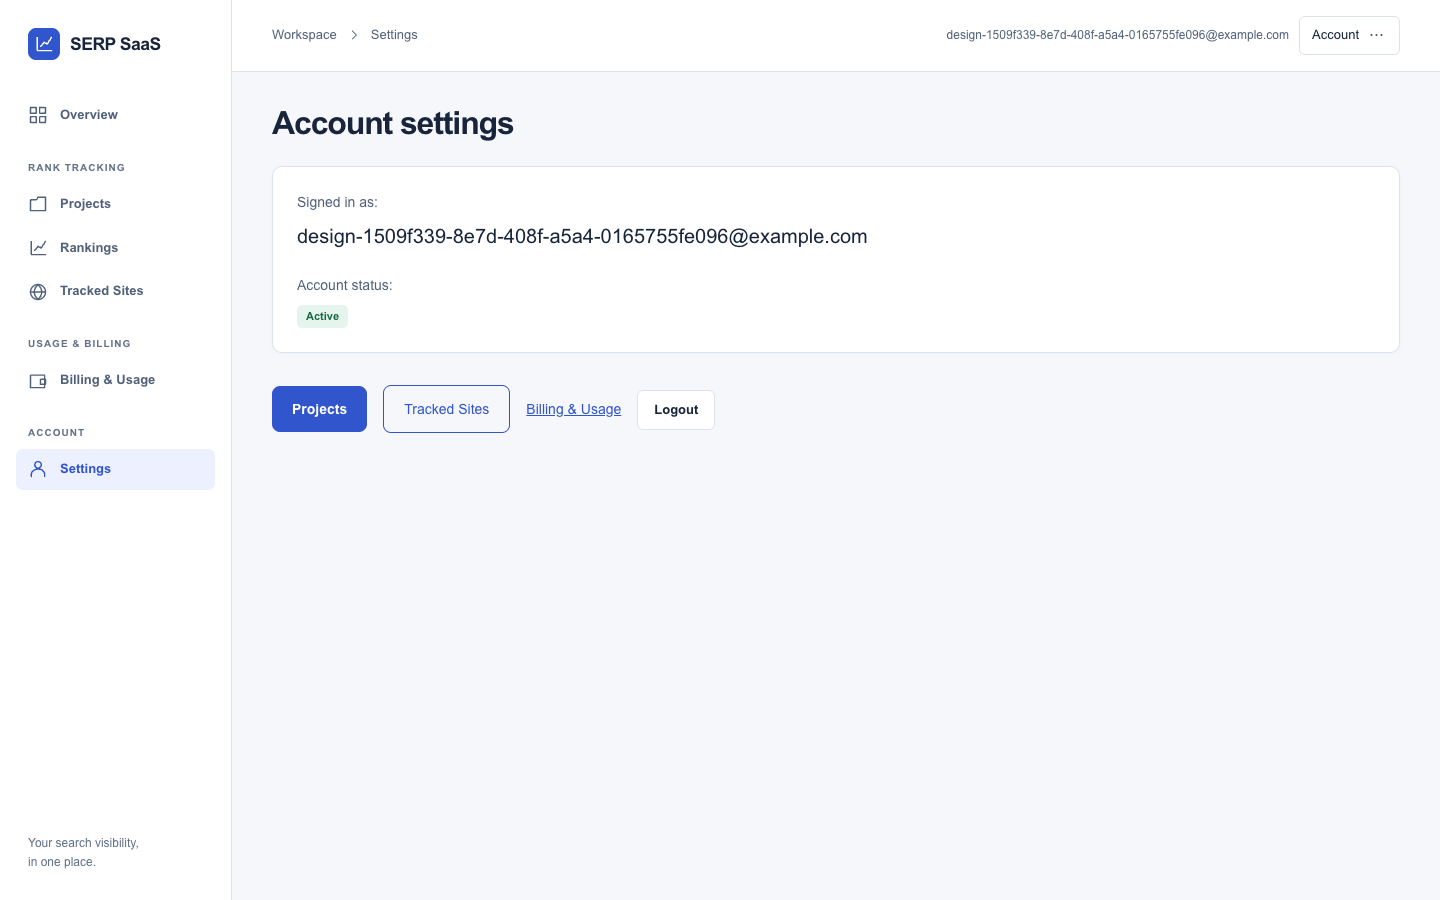 SERP SaaS
Overview
RANK TRACKING
Projects
Rankings
Tracked Sites
USAGE & BILLING
Billing & Usage
ACCOUNT
Settings
Your search visibility,
in one place.
Workspace > Settings
design-1509f339-8e7d-408f-a5a4-0165755fe096@example.com
Account ···
Account settings
Signed in as:
design-1509f339-8e7d-408f-a5a4-0165755fe096@example.com
Account status:
Active
Projects
Tracked Sites
Billing & Usage
Logout